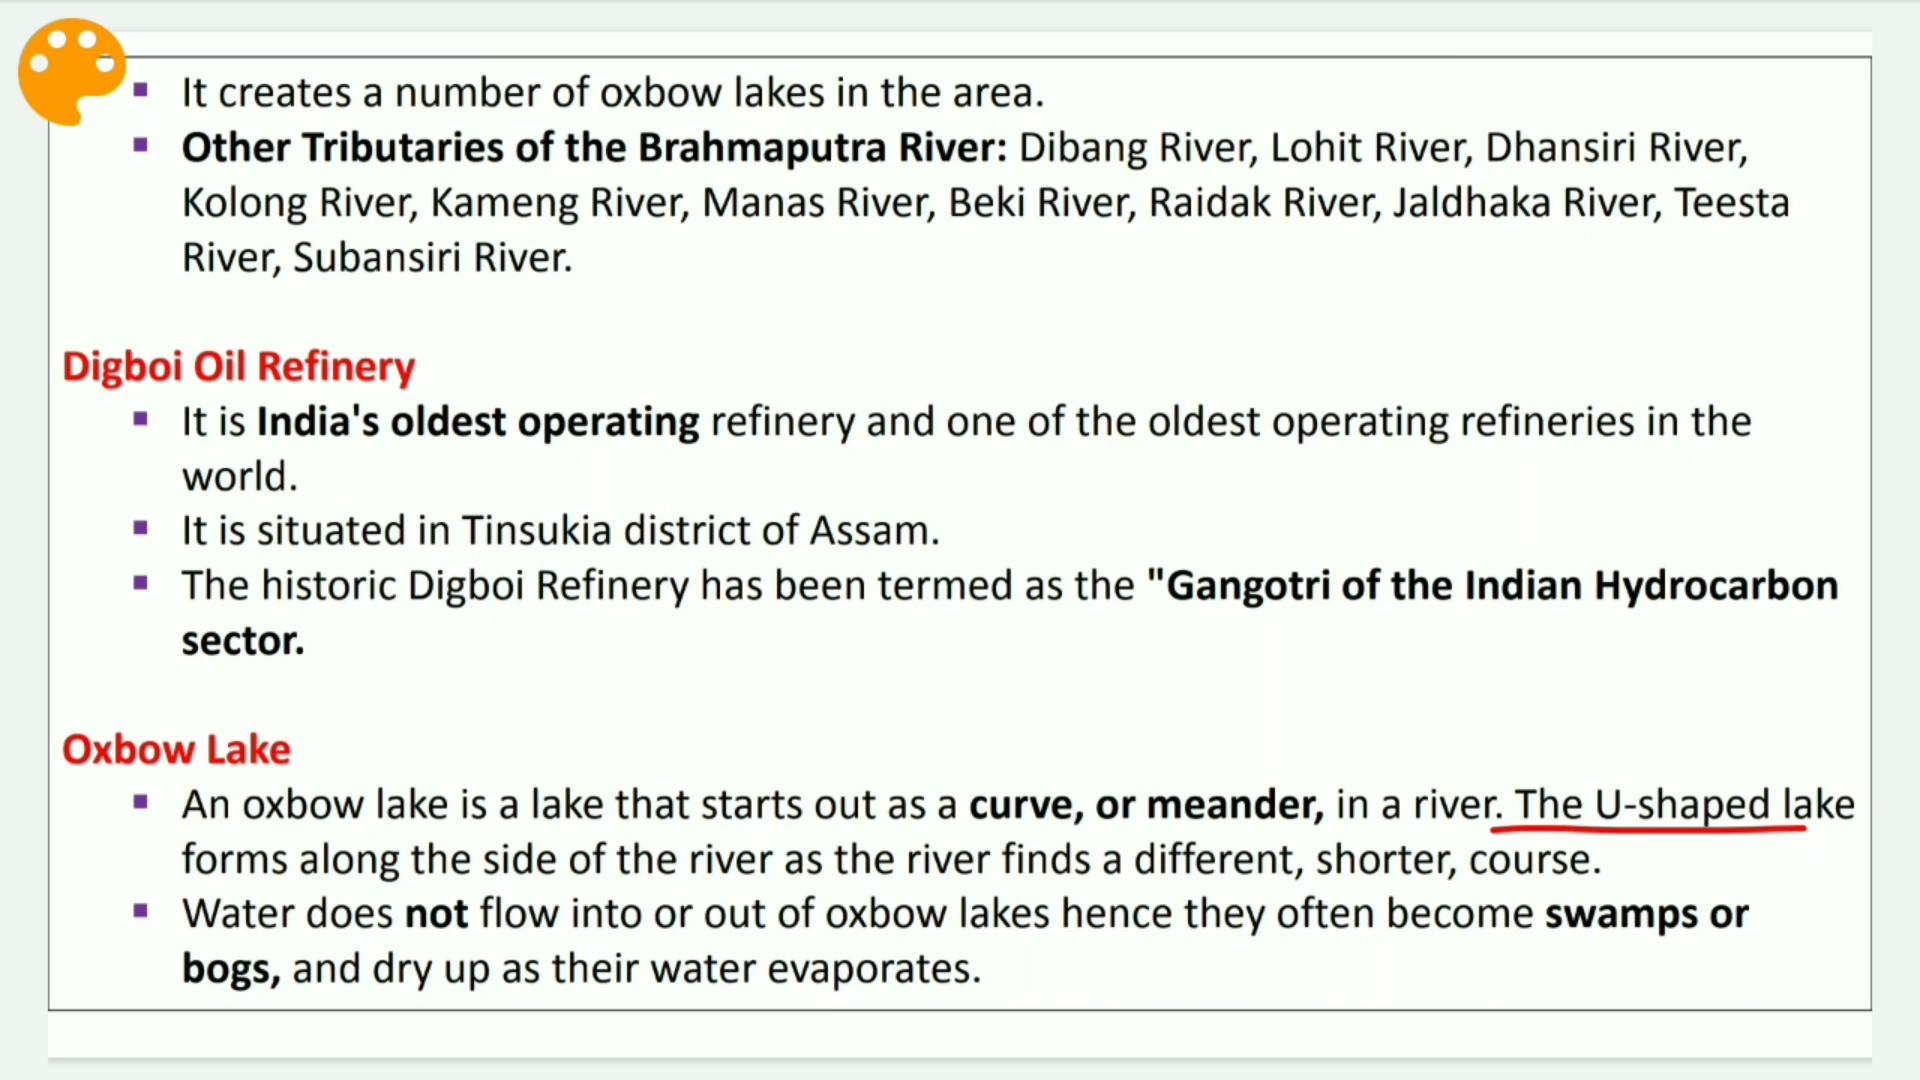 ▪ It creates a number of oxbow lakes in the area.
▪ Other Tributaries of the Brahmaputra River: Dibang River, Lohit River, Dhansiri River,
Kolong River, Kameng River, Manas River, Beki River, Raidak River, Jaldhaka River, Teesta
River, Subansiri River.
Digboi Oil Refinery
▪ It is India's oldest operating refinery and one of the oldest operating refineries in the
world.
▪ It is situated in Tinsukia district of Assam.
▪ The historic Digboi Refinery has been termed as the "Gangotri of the Indian Hydrocarbon
sector.
Oxbow Lake
▪ An oxbow lake is a lake that starts out as a curve, or meander, in a river. The U-shaped lake
forms along the side of the river as the river finds a different, shorter, course.
▪ Water does not flow into or out of oxbow lakes hence they often become swamps or
bogs, and dry up as their water evaporates.